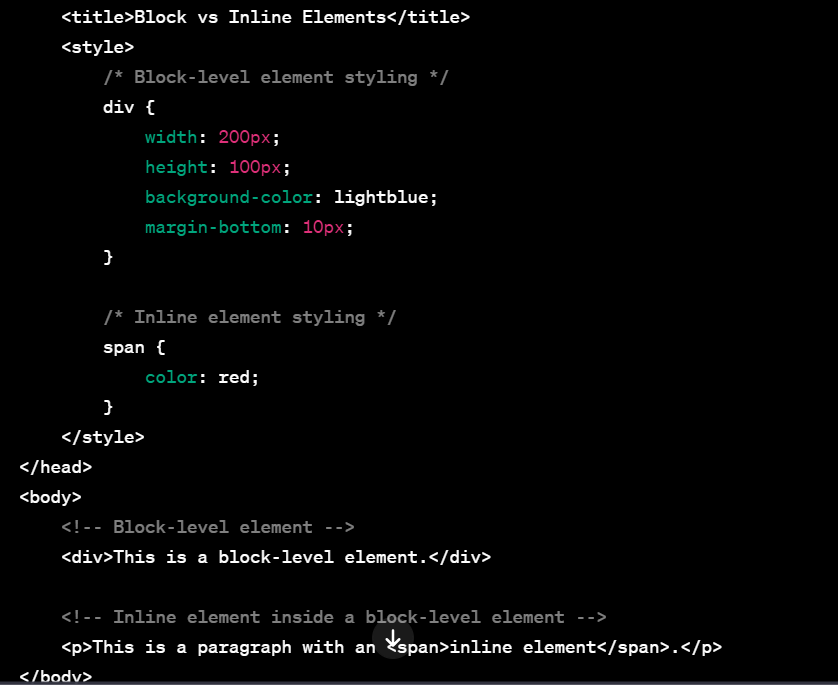 <title>Block vs Inline Elements</title>
<style>
/* Block-level element styling */
div {
width: 200px;
height: 100px;
background-color: lightblue;
margin-bottom: 10px;
}
/* Inline element styling */
span {
color: red;
}
</style>
</head>
<body>
<!-- Block-level element -->
<div>This is a block-level element.</div>
<!-- Inline element inside a block-level element -->
<p>This is a paragraph with an <span>inline element</span>.</p>
</body>